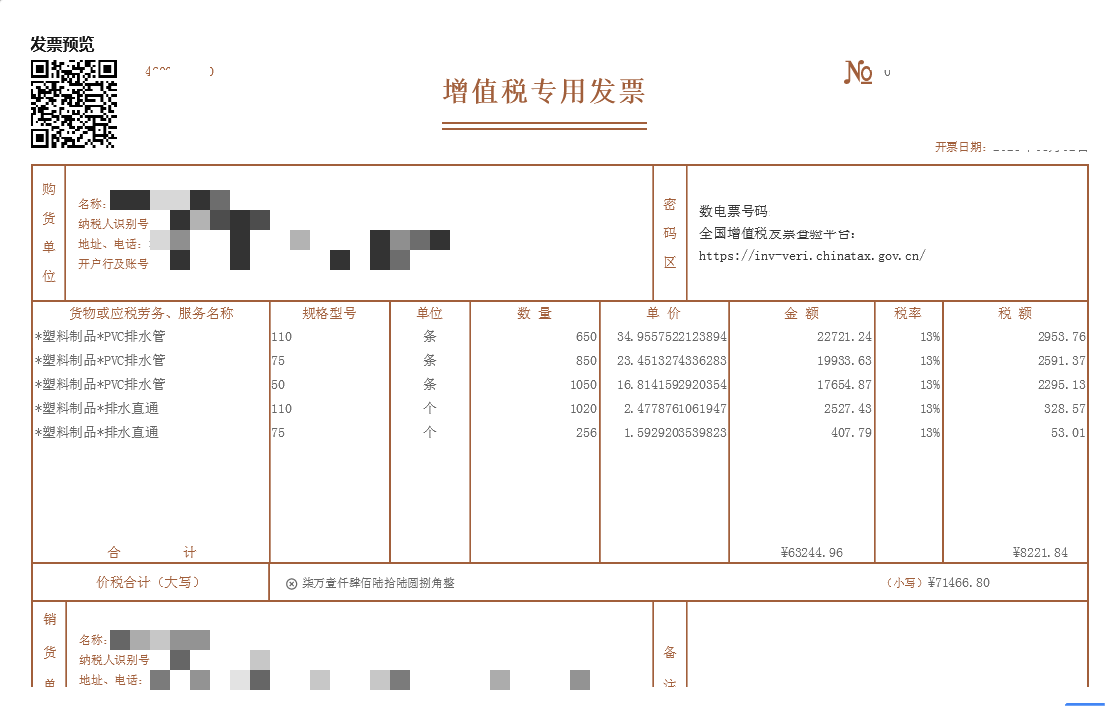 发票预览
增值税专用发票
№
开票日期:
购货单位
名称:
纳税人识别号
地址、电话:
开户行及账号
密码区
数电票号码
全国增值税发票查验平台:
https://inv-veri.chinatax.gov.cn/
货物或应税劳务、服务名称 规格型号 单位 数 量 单 价 金 额 税率 税 额
*塑料制品*PVC排水管 110 条 650 34.9557522123894 22721.24 13% 2953.76
*塑料制品*PVC排水管 75 条 850 23.4513274336283 19933.63 13% 2591.37
*塑料制品*PVC排水管 50 条 1050 16.8141592920354 17654.87 13% 2295.13
*塑料制品*排水直通 110 个 1020 2.4778761061947 2527.43 13% 328.57
*塑料制品*排水直通 75 个 256 1.5929203539823 407.79 13% 53.01
合 计 ¥63244.96 ¥8221.84
价税合计（大写） ⊗ 柒万壹仟肆佰陆拾陆圆捌角整 （小写）¥71466.80
销货单
名称:
纳税人识别号
地址、电话:
备注